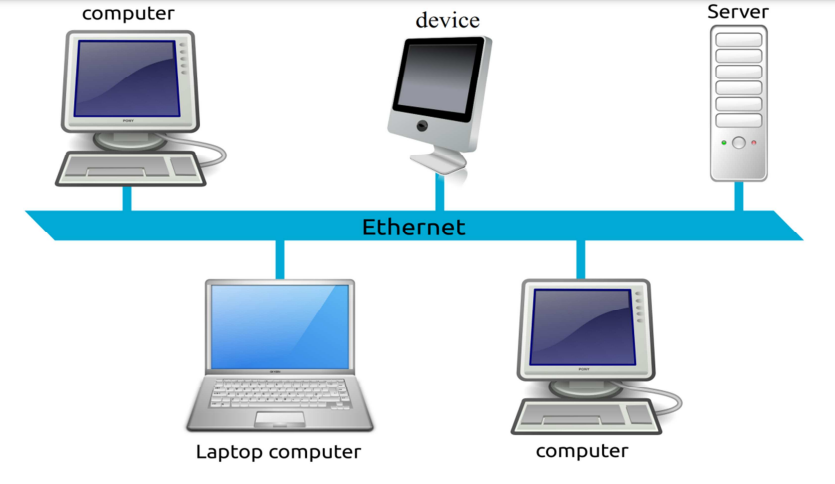 computer
device
Server
Ethernet
Laptop computer
computer